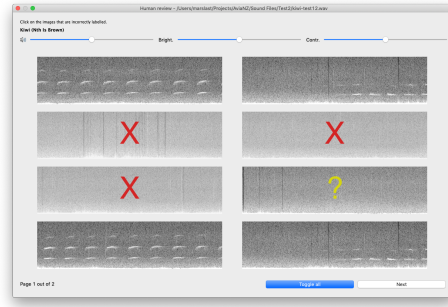 Human review - /Users/marslast/Projects/AviaNZ/Sound Files/Test2/kiwi-test12.wav
Click on the images that are incorrectly labelled.
Kiwi (Nth Is Brown)
Bright.
Contr.
X
X
X
?
Page 1 out of 2
Toggle all
Next